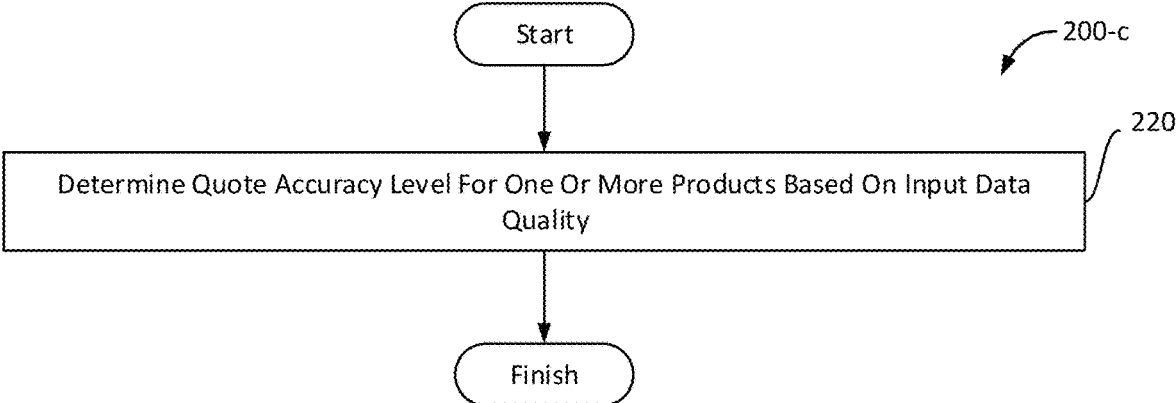 Start
200-c
220
Determine Quote Accuracy Level For One Or More Products Based On Input Data
Quality
Finish